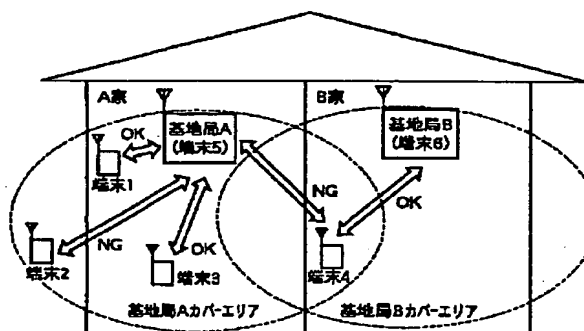 A家
B家
基地局A
(端末5)
基地局B
(端末6)
OK
端末1
NG
OK
NG
OK
端末2
端末3
端末4
基地局Aカバーエリア
基地局Bカバーエリア